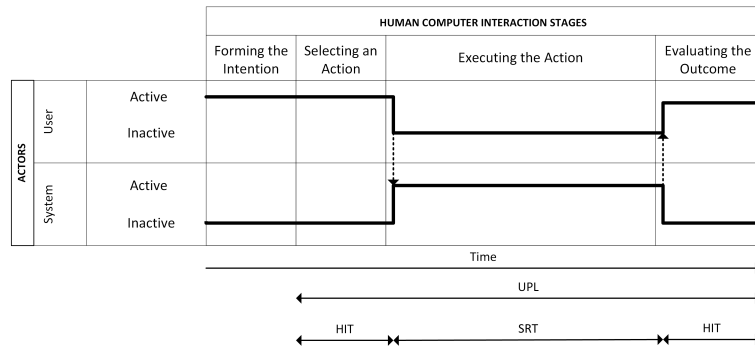 HUMAN COMPUTER INTERACTION STAGES
Forming the
Intention
Selecting an
Action
Executing the Action
Evaluating the
Outcome
ACTORS
User
Active
Inactive
System
Active
Inactive
Time
UPL
HIT
SRT
HIT